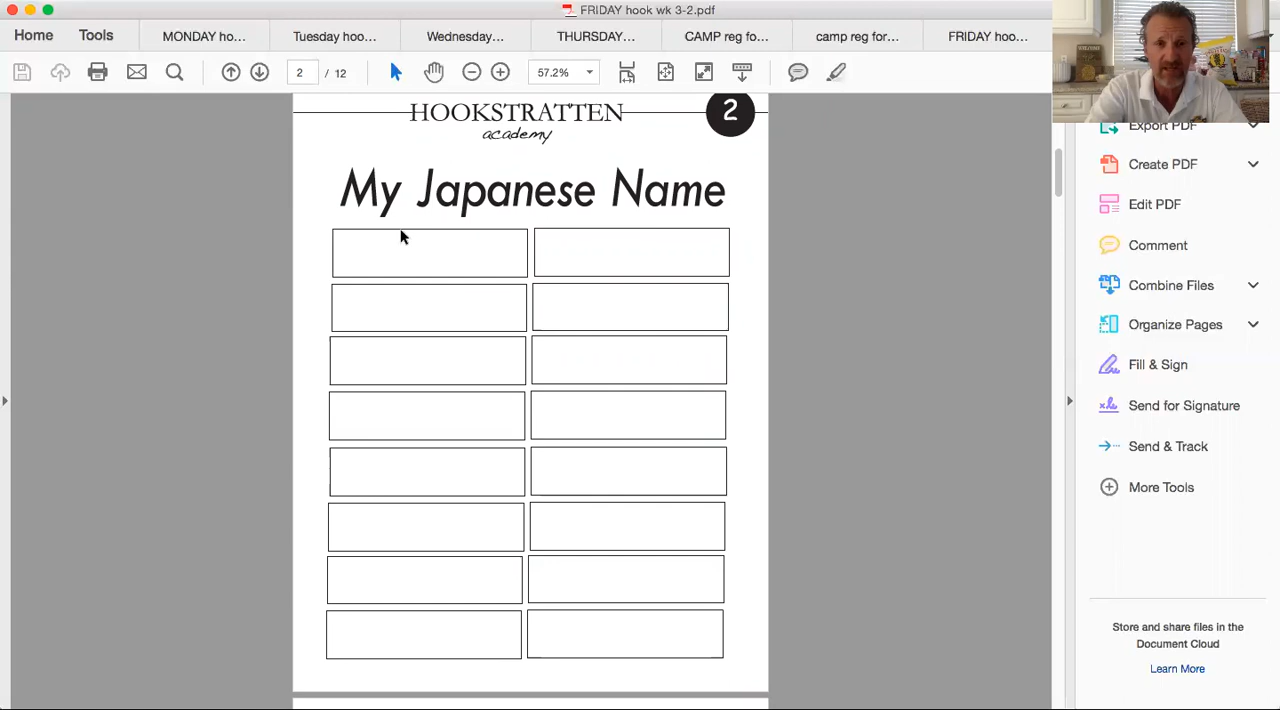 FRIDAY hook wk 3-2.pdf
Home Tools MONDAY ho... Tuesday ho... Wednesday... THURSDAY... CAMP reg fo... camp reg for... FRIDAY hoo...
2 / 12 57.2%
HOOKSTRATTEN
academy
2
My Japanese Name
Export PDF
Create PDF
Edit PDF
Comment
Combine Files
Organize Pages
Fill & Sign
Send for Signature
Send & Track
More Tools
Store and share files in the
Document Cloud
Learn More